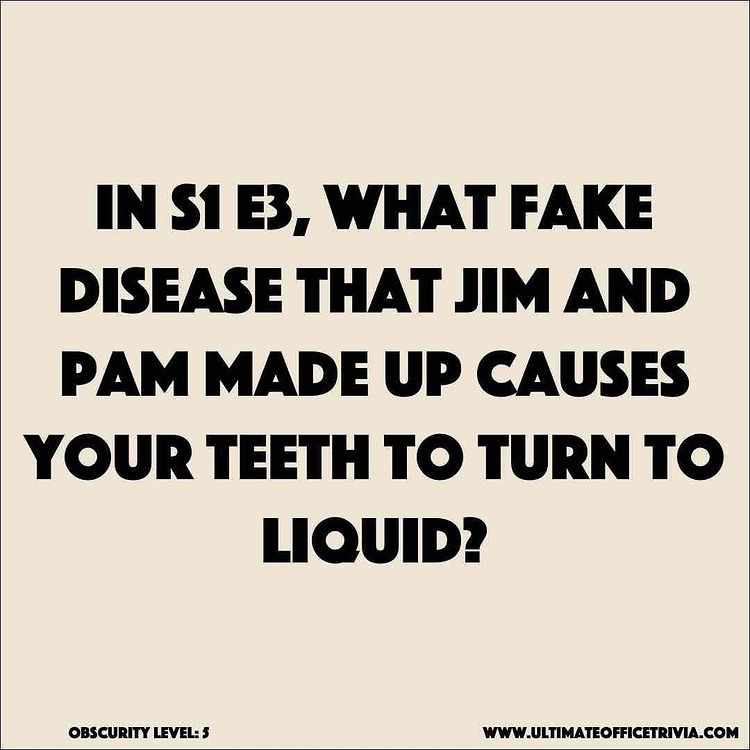 IN S1 E3, WHAT FAKE
DISEASE THAT JIM AND
PAM MADE UP CAUSES
YOUR TEETH TO TURN TO
LIQUID?
OBSCURITY LEVEL: 5
WWW.ULTIMATEOFFICETRIVIA.COM